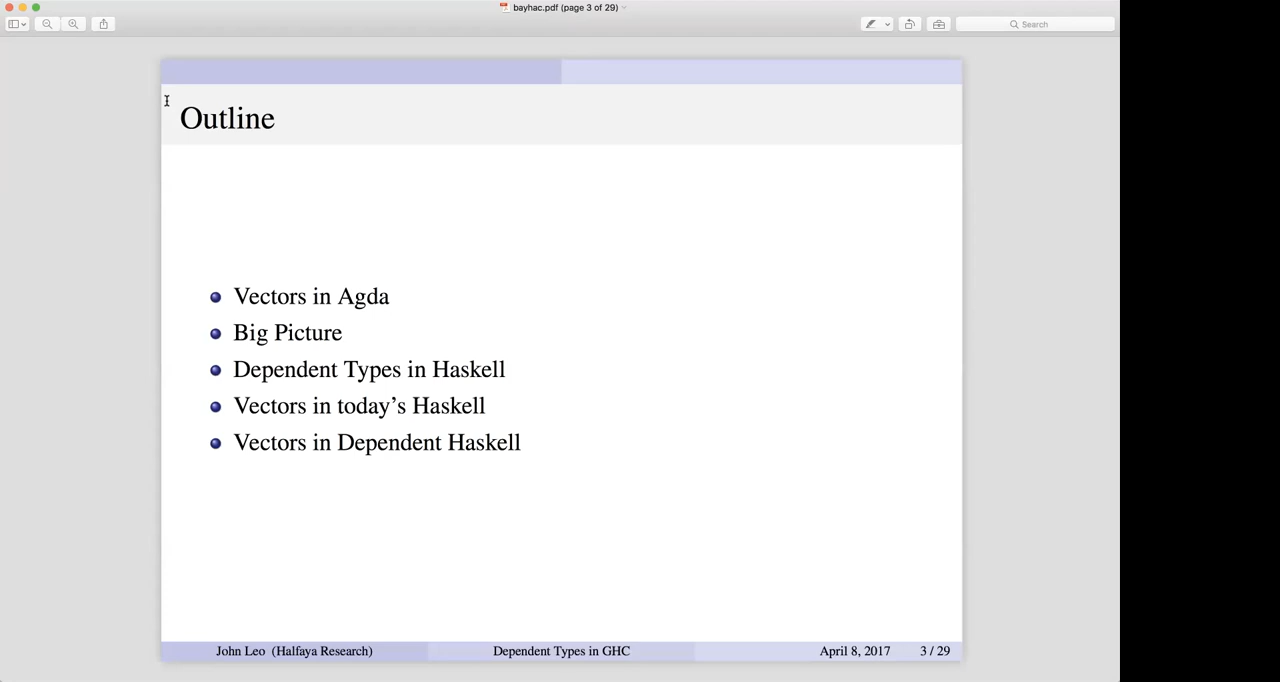 bayhac.pdf (page 3 of 29)
Search
Outline
Vectors in Agda
Big Picture
Dependent Types in Haskell
Vectors in today's Haskell
Vectors in Dependent Haskell
John Leo (Halfaya Research) Dependent Types in GHC April 8, 2017 3 / 29